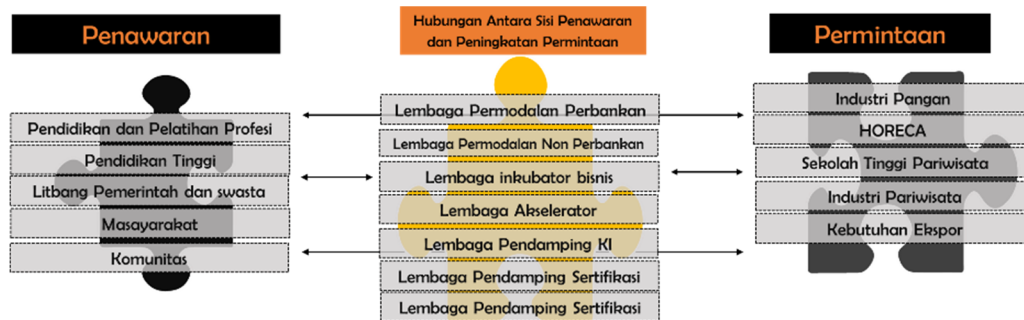 Penawaran
Pendidikan dan Pelatihan Profesi
Pendidikan Tinggi
Litbang Pemerintah dan swasta
Masayarakat
Komunitas
Hubungan Antara Sisi Penawaran
dan Peningkatan Permintaan
Lembaga Permodalan Perbankan
Lembaga Permodalan Non Perbankan
Lembaga inkubator bisnis
Lembaga Akselerator
Lembaga Pendamping KI
Lembaga Pendamping Sertifikasi
Lembaga Pendamping Sertifikasi
Permintaan
Industri Pangan
HORECA
Sekolah Tinggi Pariwisata
Industri Pariwisata
Kebutuhan Ekspor